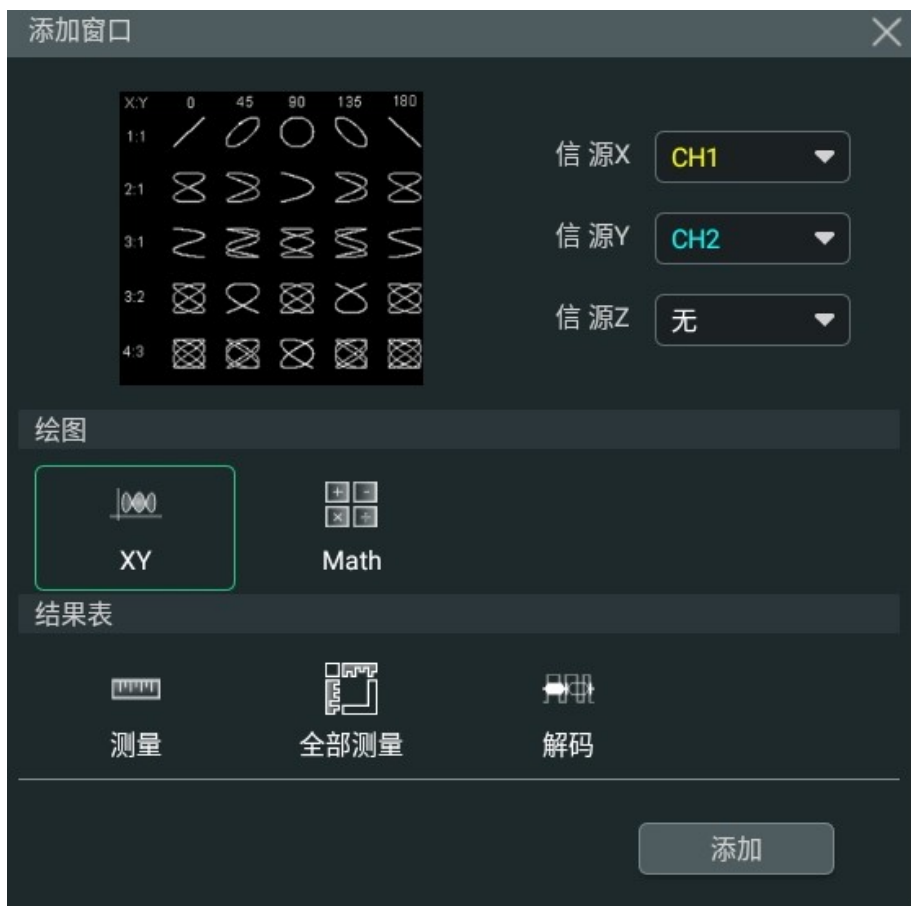 添加窗口
X:Y 0 45 90 135 180
1:1
2:1
3:1
3:2
4:3
信 源X CH1
信 源Y CH2
信 源Z 无
绘图
XY Math
结果表
测量 全部测量 解码
添加